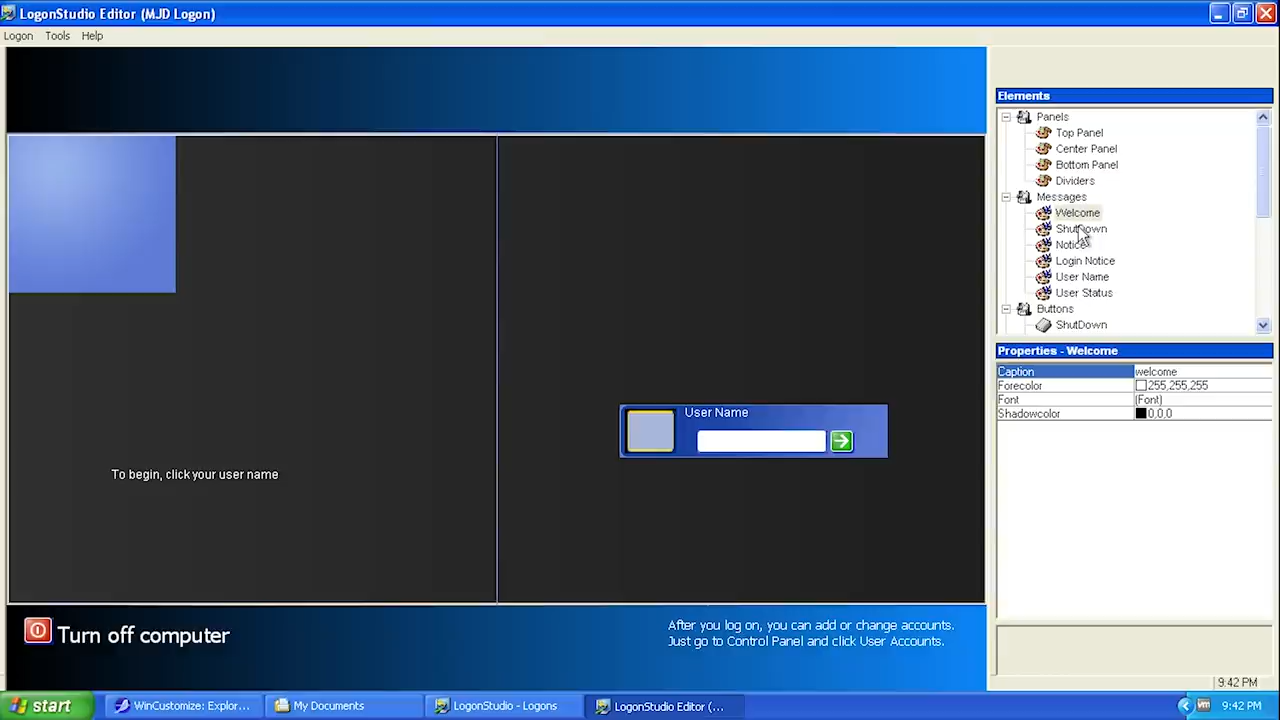 LogonStudio Editor (MJD Logon)
Logon Tools Help
Elements
Panels
Top Panel
Center Panel
Bottom Panel
Dividers
Messages
Welcome
ShutDown
Notice
Login Notice
User Name
User Status
Buttons
ShutDown
Properties - Welcome
Caption welcome
Forecolor 255,255,255
Font (Font)
Shadowcolor 0,0,0
User Name
To begin, click your user name
Turn off computer
After you log on, you can add or change accounts.
Just go to Control Panel and click User Accounts.
9:42 PM
start WinCustomize: Explor... My Documents LogonStudio - Logons LogonStudio Editor (... vm 9:42 PM